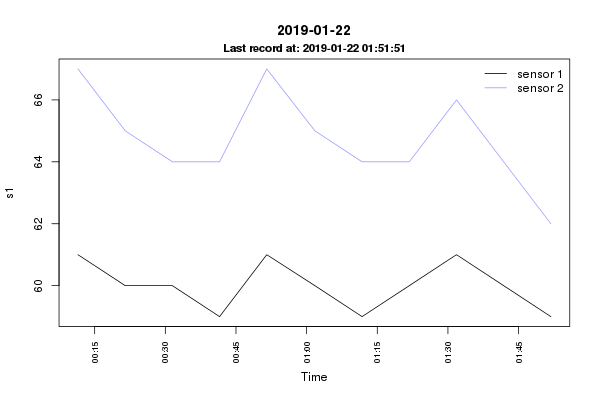 2019-01-22
Last record at: 2019-01-22 01:51:51
sensor 1
sensor 2
66
64
62
60
s1
00:15 00:30 00:45 01:00 01:15 01:30 01:45
Time